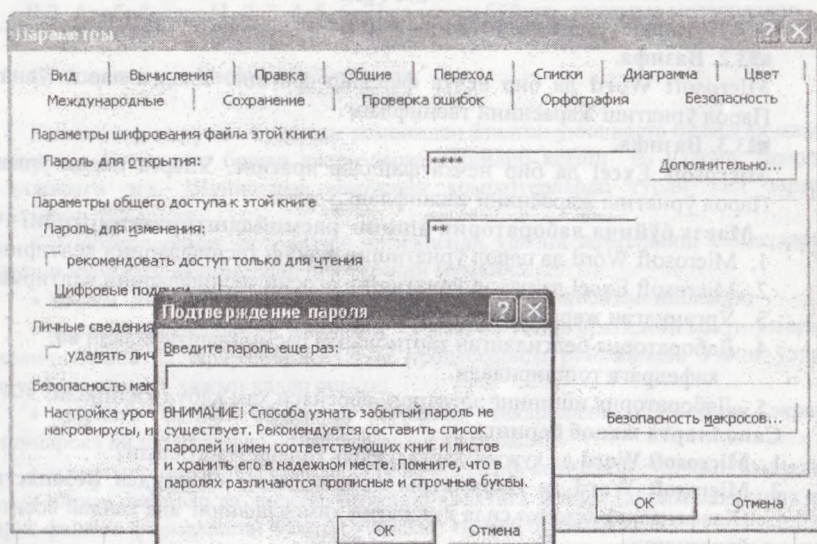 Параметры
Вид Вычисления Правка Общие Переход Списки Диаграмма Цвет
Международные Сохранение Проверка ошибок Орфография Безопасность
Параметры шифрования файла этой книги
Пароль для открытия: **** Дополнительно...
Параметры общего доступа к этой книге
Пароль для изменения: **
рекомендовать доступ только для чтения
Цифровые подписи
Личные сведения
удалять лич
Безопасность мак
Настройка уров
макровирусы, и
Безопасность макросов...
ОК Отмена
Подтверждение пароля
Введите пароль еще раз:
ВНИМАНИЕ! Способа узнать забытый пароль не
существует. Рекомендуется составить список
паролей и имен соответствующих книг и листов
и хранить его в надежном месте. Помните, что в
паролях различаются прописные и строчные буквы.
ОК Отмена